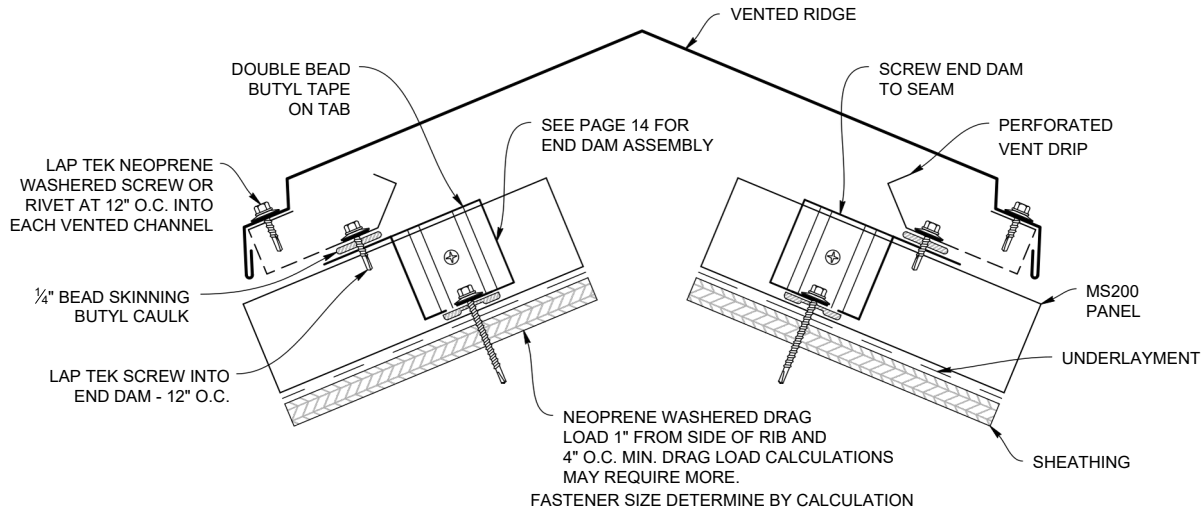 VENTED RIDGE
DOUBLE BEAD
BUTYL TAPE
ON TAB
SCREW END DAM
TO SEAM
SEE PAGE 14 FOR
END DAM ASSEMBLY
PERFORATED
VENT DRIP
LAP TEK NEOPRENE
WASHERED SCREW OR
RIVET AT 12" O.C. INTO
EACH VENTED CHANNEL
¼" BEAD SKINNING
BUTYL CAULK
MS200
PANEL
UNDERLAYMENT
LAP TEK SCREW INTO
END DAM - 12" O.C.
NEOPRENE WASHERED DRAG
LOAD 1" FROM SIDE OF RIB AND
4" O.C. MIN. DRAG LOAD CALCULATIONS
MAY REQUIRE MORE.
FASTENER SIZE DETERMINE BY CALCULATION
SHEATHING